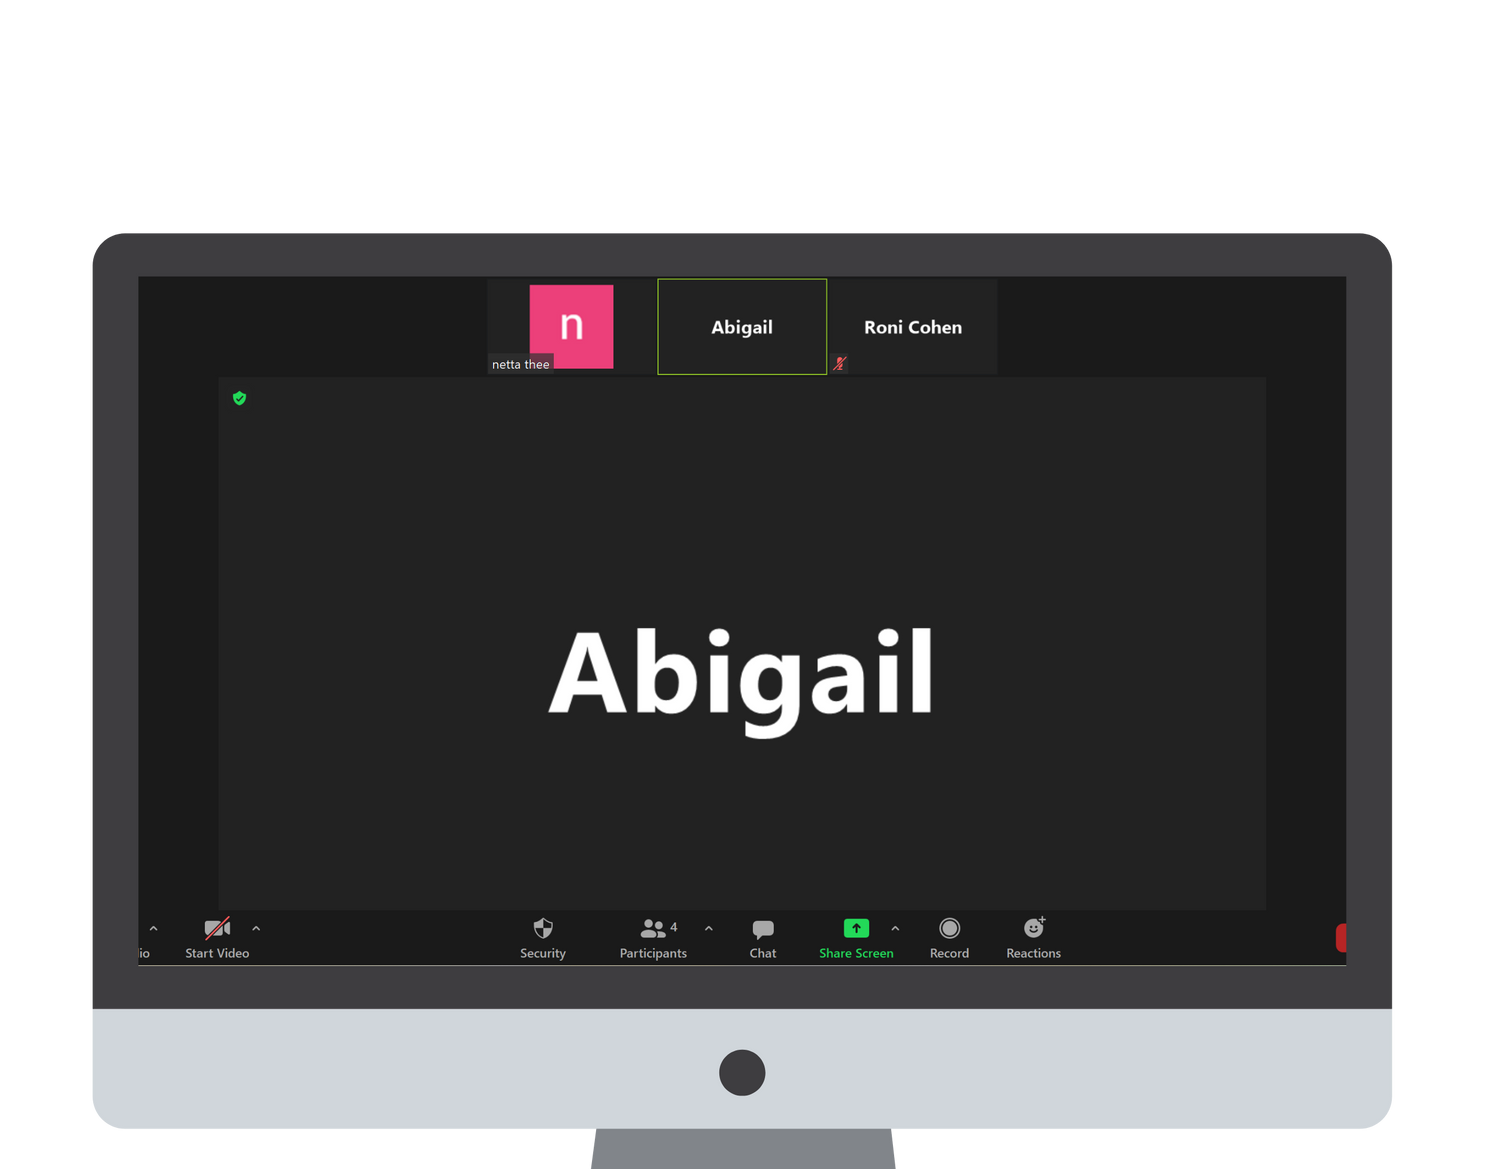 n
netta thee
Abigail
Roni Cohen
Abigail
io
Start Video
Security
4
Participants
Chat
Share Screen
Record
Reactions